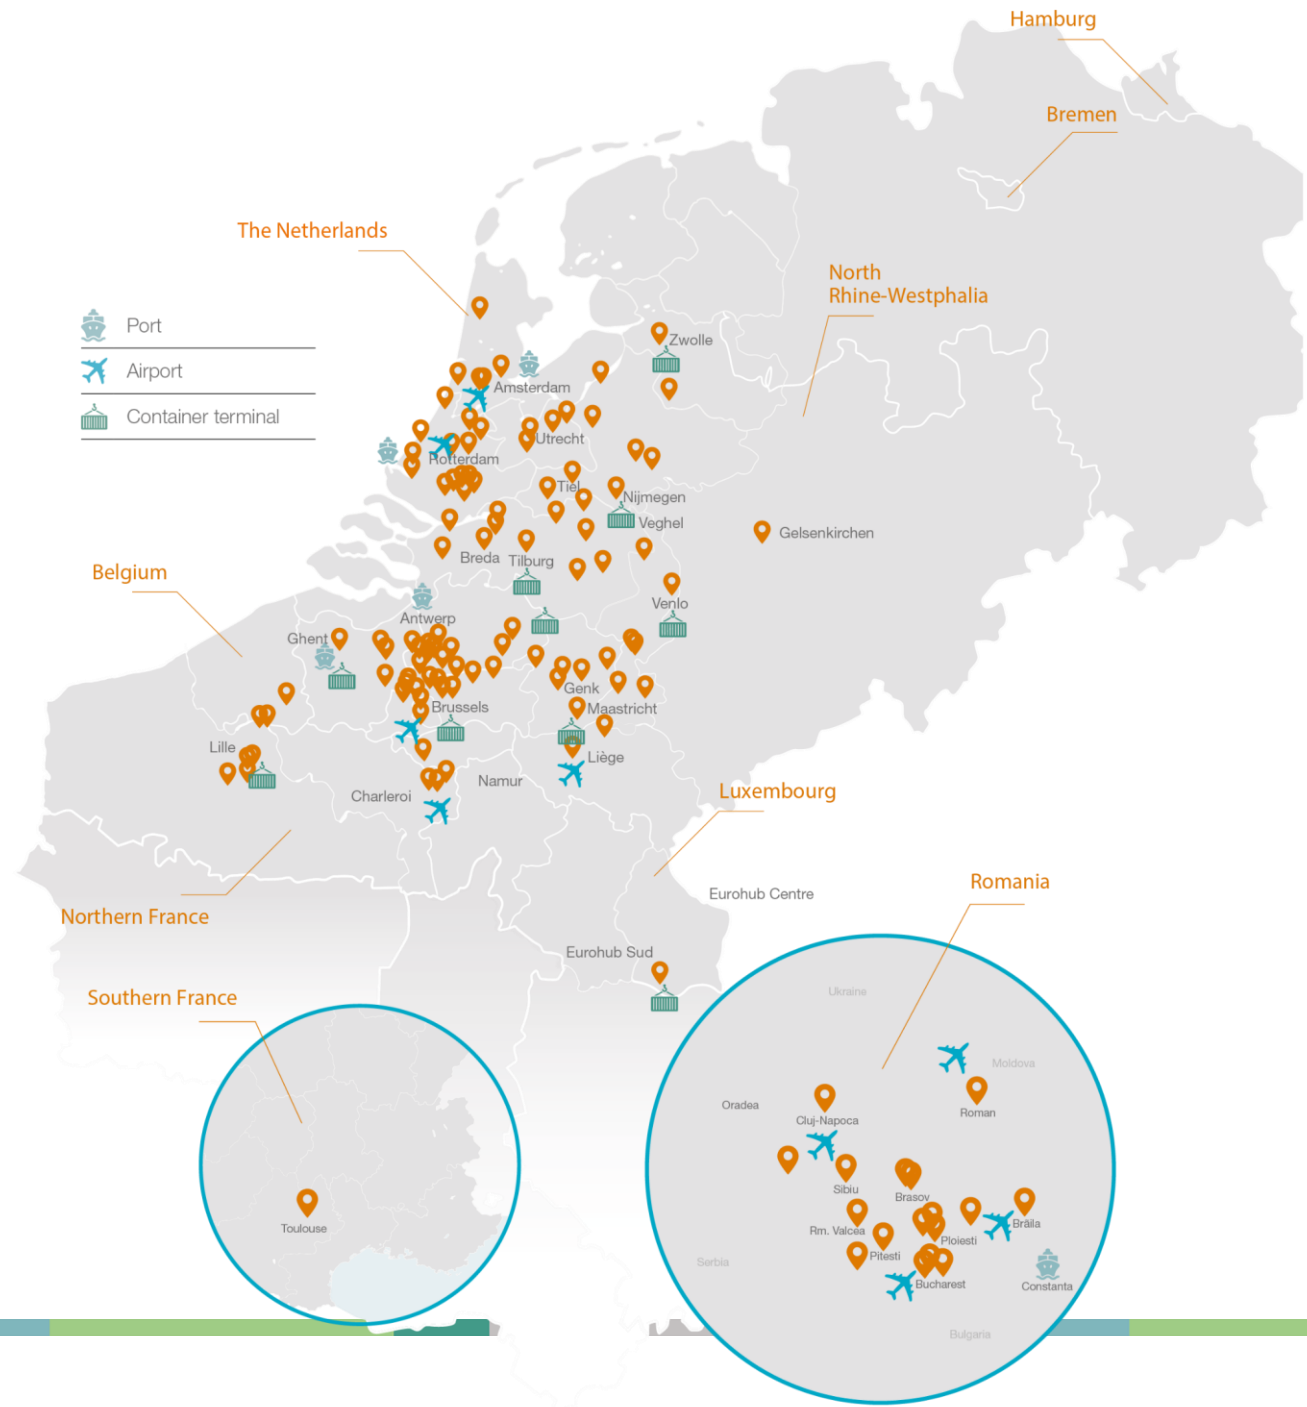 Hamburg
Bremen
The Netherlands
North
Rhine-Westphalia
Port
Airport
Container terminal
Zwolle
Amsterdam
Utrecht
Rotterdam
Tiel
Nijmegen
Veghel
Gelsenkirchen
Breda
Tilburg
Belgium
Venlo
Antwerp
Ghent
Genk
Brussels
Maastricht
Lille
Liège
Namur
Charleroi
Luxembourg
Eurohub Centre
Romania
Northern France
Eurohub Sud
Southern France
Ukraine
Moldova
Oradea
Roman
Cluj-Napoca
Sibiu
Brasov
Rm. Valcea
Brăila
Toulouse
Ploiesti
Pitesti
Serbia
Bucharest
Constanta
Bulgaria